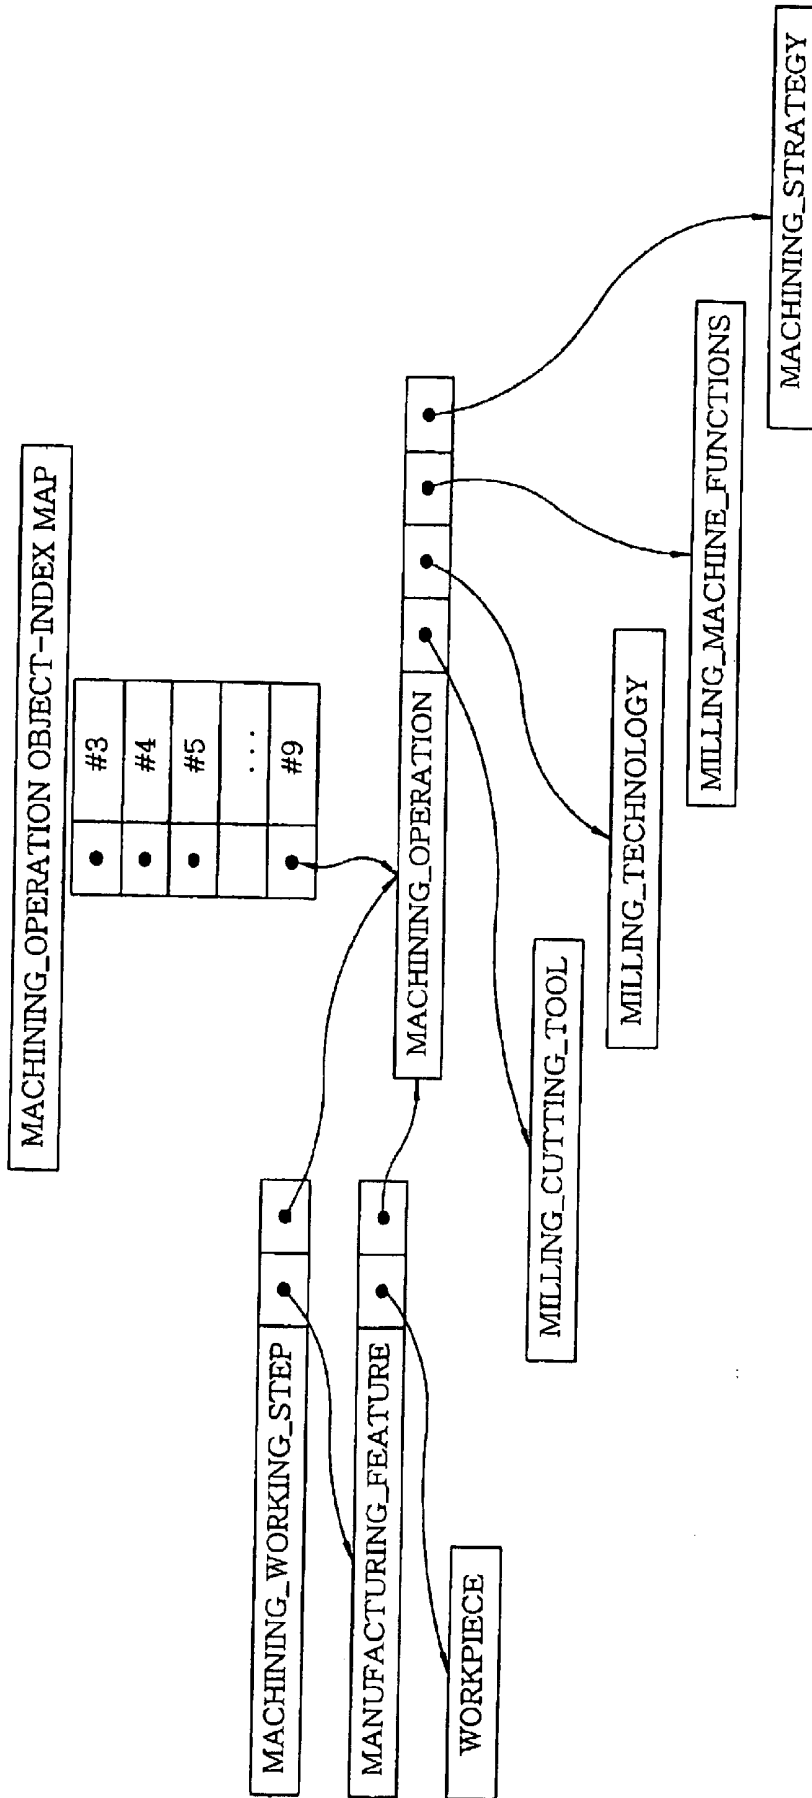 MACHINING_OPERATION OBJECT-INDEX MAP
#3
#4
#5
...
#9
MACHINING_WORKING_STEP
MANUFACTURING_FEATURE
WORKPIECE
MACHINING_OPERATION
MILLING_CUTTING_TOOL
MILLING_TECHNOLOGY
MILLING_MACHINE_FUNCTIONS
MACHINING_STRATEGY